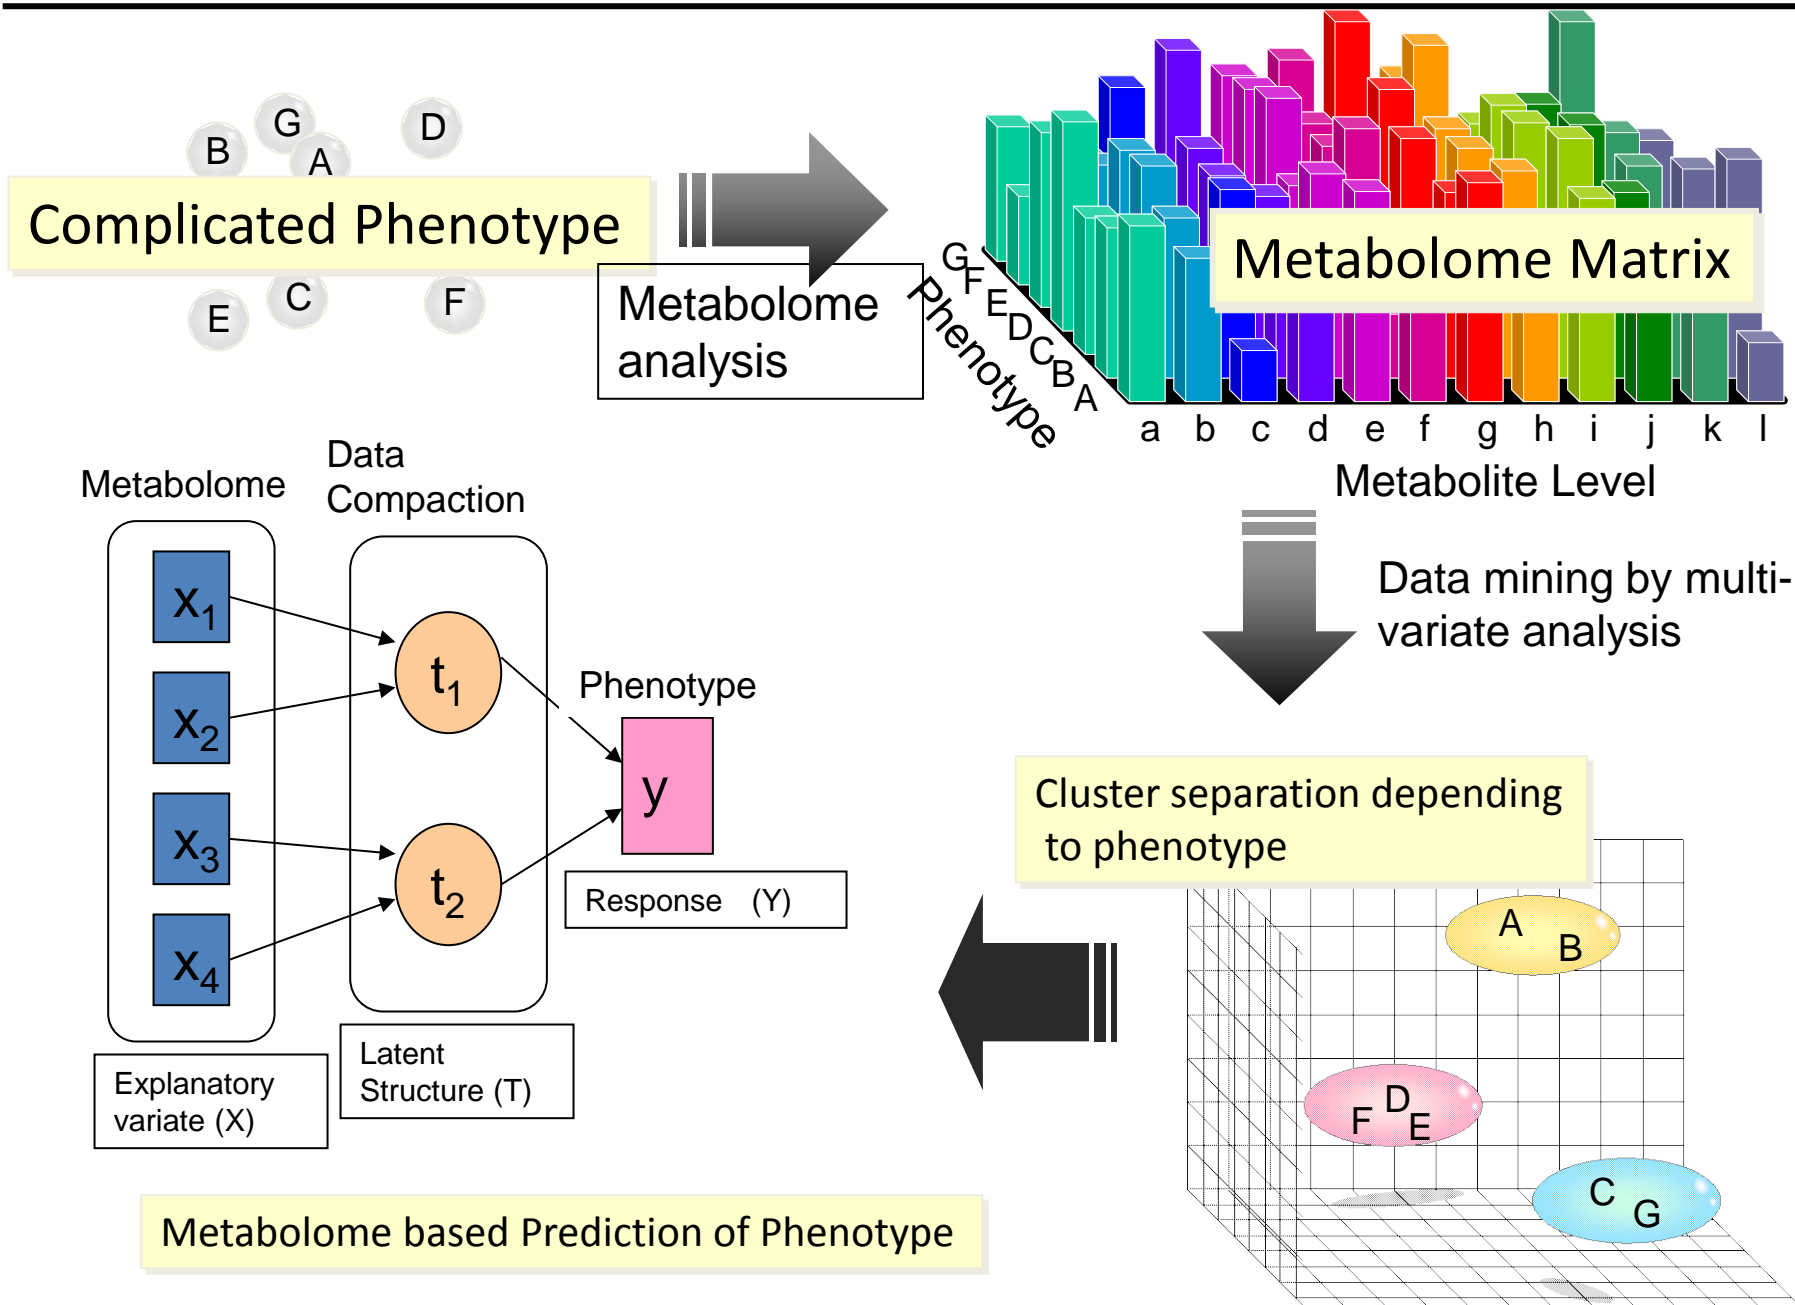 B
G
A
D
Complicated Phenotype
E
C
F
Metabolome
analysis
Metabolome Matrix
G
F
E
D
C
B
A
Phenotype
a b c d e f g h i j k l
Metabolite Level
Data mining by multi-
variate analysis
Cluster separation depending
to phenotype
A
B
F
D
E
C
G
Metabolome
Data
Compaction
x1
x2
x3
x4
t1
t2
Phenotype
y
Response (Y)
Latent
Structure (T)
Explanatory
variate (X)
Metabolome based Prediction of Phenotype